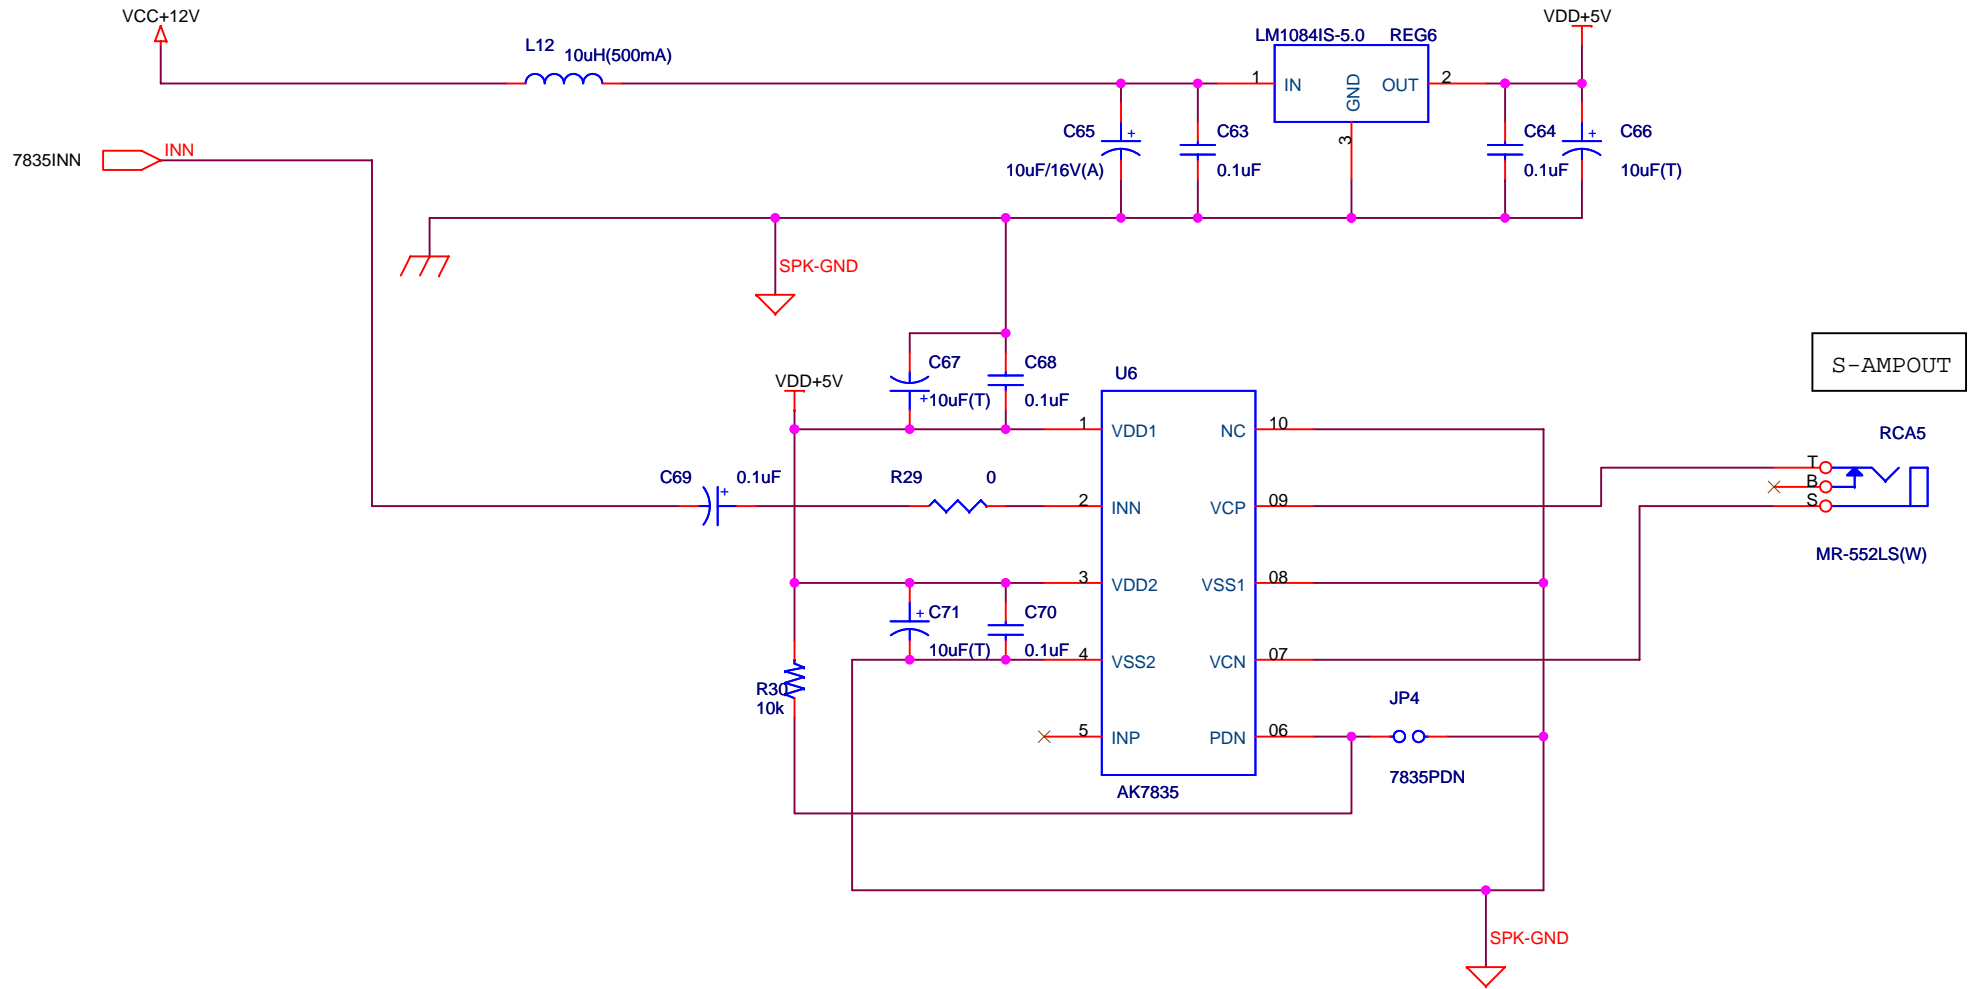 VCC+12V
VDD+5V
L12
10uH(500mA)
LM1084IS-5.0
REG6
1
IN
GND
OUT
2
3
7835INN
INN
C65
+
10uF/16V(A)
C63
0.1uF
C64
0.1uF
C66
+
10uF(T)
SPK-GND
S-AMPOUT
VDD+5V
C67
+
10uF(T)
C68
0.1uF
U6
1
VDD1
NC
10
RCA5
T
B
S
MR-552LS(W)
C69
0.1uF
+
R29
0
2
INN
VCP
09
3
VDD2
VSS1
08
C71
+
10uF(T)
C70
0.1uF
4
VSS2
VCN
07
R30
10k
JP4
5
INP
PDN
06
7835PDN
AK7835
SPK-GND